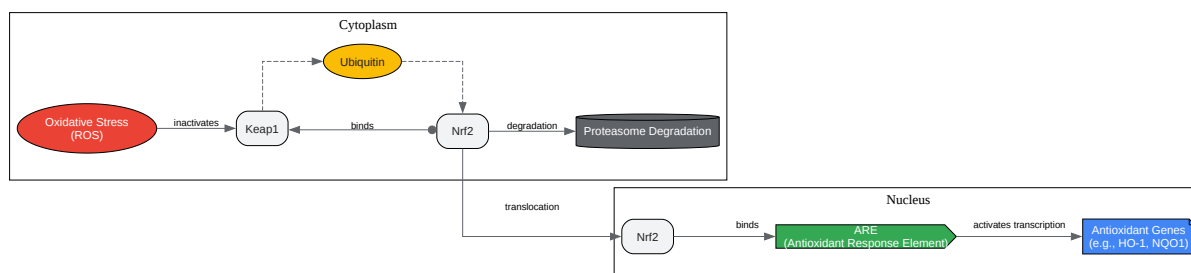 Cytoplasm
Ubiquitin
Oxidative Stress
(ROS)
inactivates
Keap1
binds
Nrf2
degradation
Proteasome Degradation
translocation
Nucleus
Nrf2
binds
ARE
(Antioxidant Response Element)
activates transcription
Antioxidant Genes
(e.g., HO-1, NQO1)